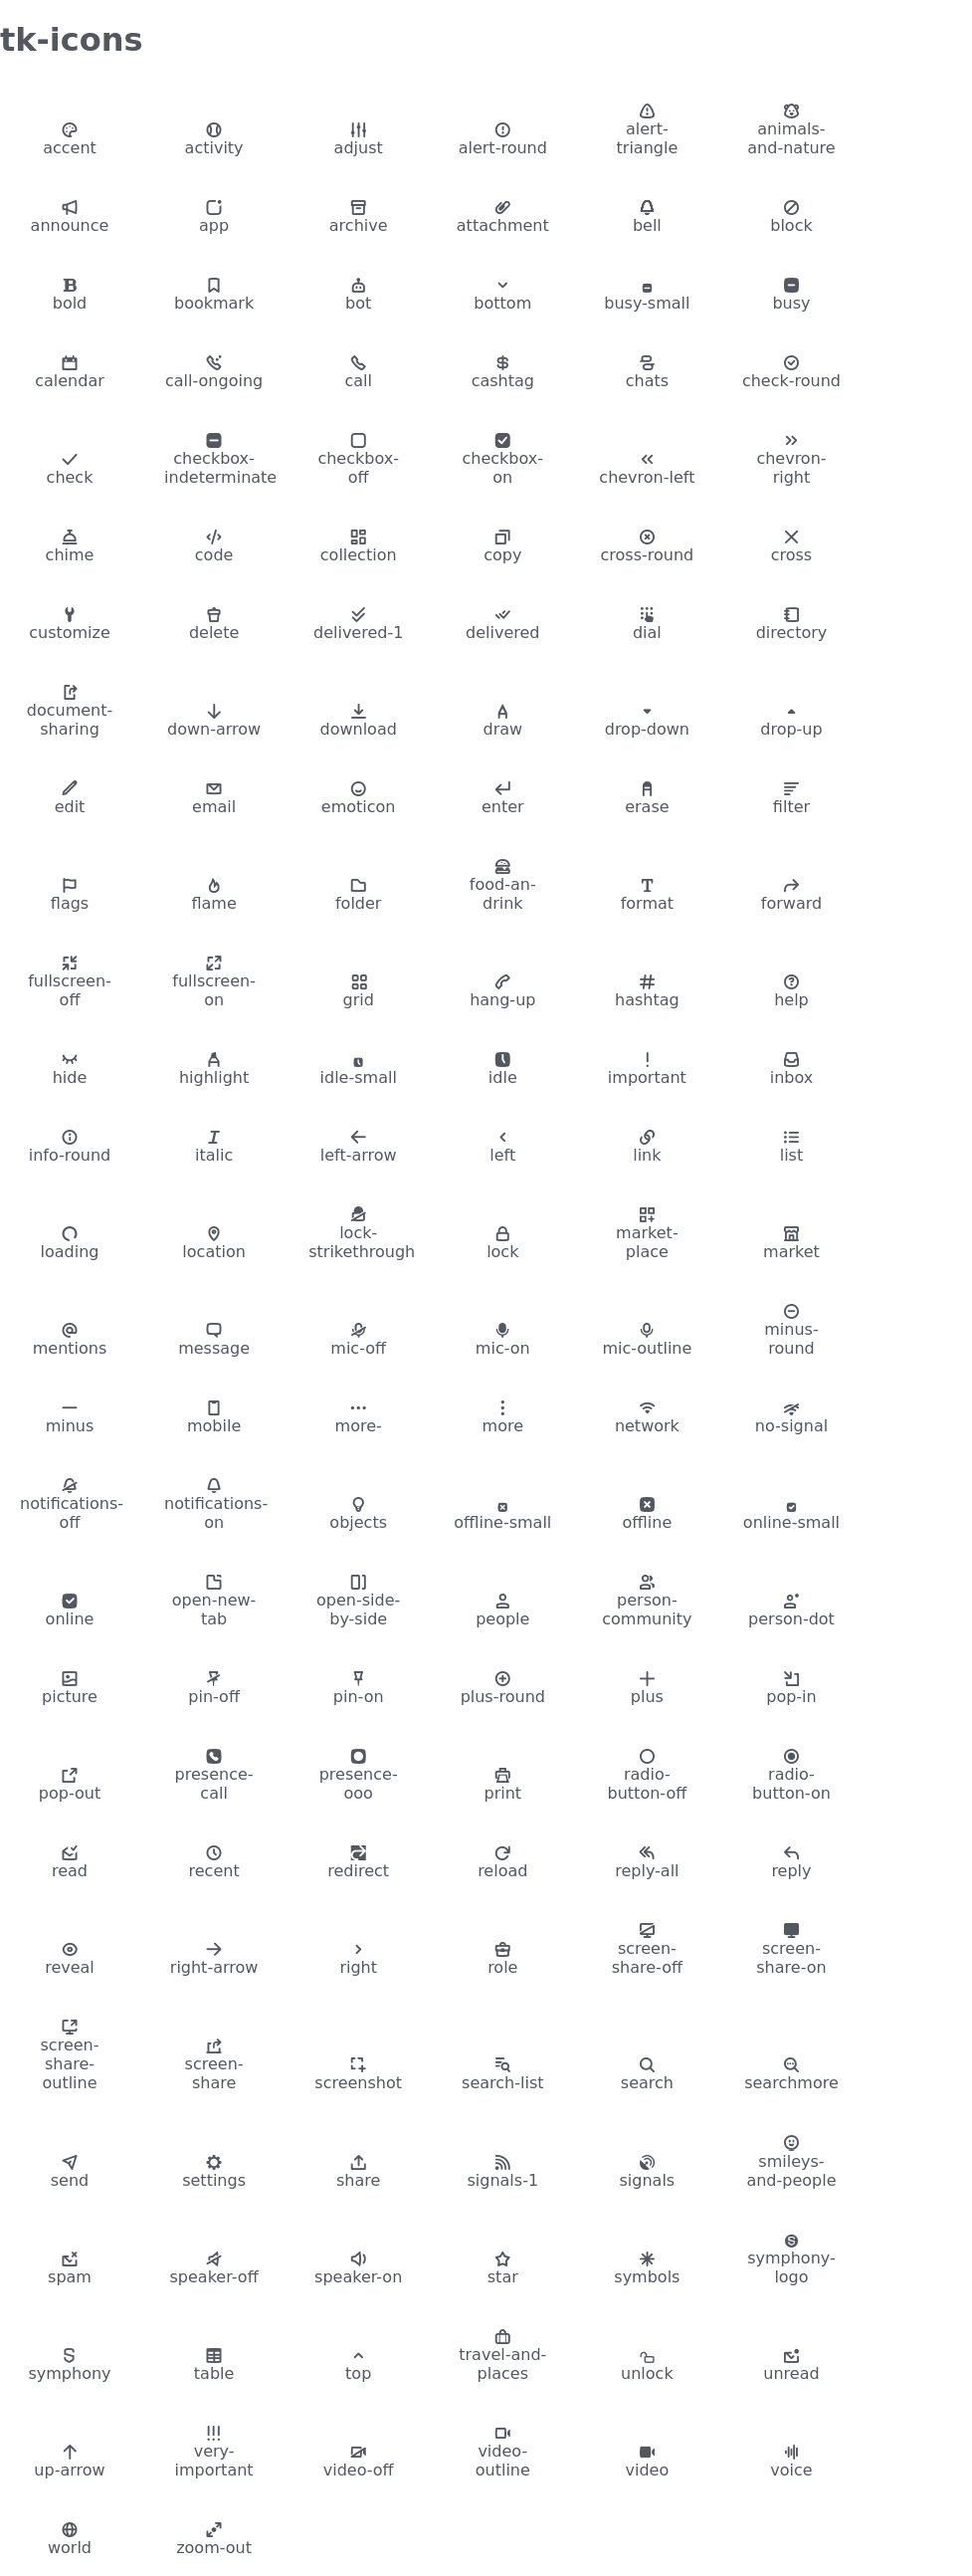 tk-icons
accent activity adjust alert-round alert-
triangle animals-
and-nature
announce app archive attachment bell block
bold bookmark bot bottom busy-small busy
calendar call-ongoing call cashtag chats check-round
check checkbox-
indeterminate checkbox-
off checkbox-
on chevron-left chevron-
right
chime code collection copy cross-round cross
customize delete delivered-1 delivered dial directory
document-
sharing down-arrow download draw drop-down drop-up
edit email emoticon enter erase filter
flags flame folder food-an-
drink format forward
fullscreen-
off fullscreen-
on grid hang-up hashtag help
hide highlight idle-small idle important inbox
info-round italic left-arrow left link list
loading location lock-
strikethrough lock market-
place market
mentions message mic-off mic-on mic-outline minus-
round
minus mobile more- more network no-signal
notifications-
off notifications-
on objects offline-small offline online-small
online open-new-
tab open-side-
by-side people person-
community person-dot
picture pin-off pin-on plus-round plus pop-in
pop-out presence-
call presence-
ooo print radio-
button-off radio-
button-on
read recent redirect reload reply-all reply
reveal right-arrow right role screen-
share-off screen-
share-on
screen-
share-
outline screen-
share screenshot search-list search searchmore
send settings share signals-1 signals smileys-
and-people
spam speaker-off speaker-on star symbols symphony-
logo
symphony table top travel-and-
places unlock unread
up-arrow very-
important video-off video-
outline video voice
world zoom-out